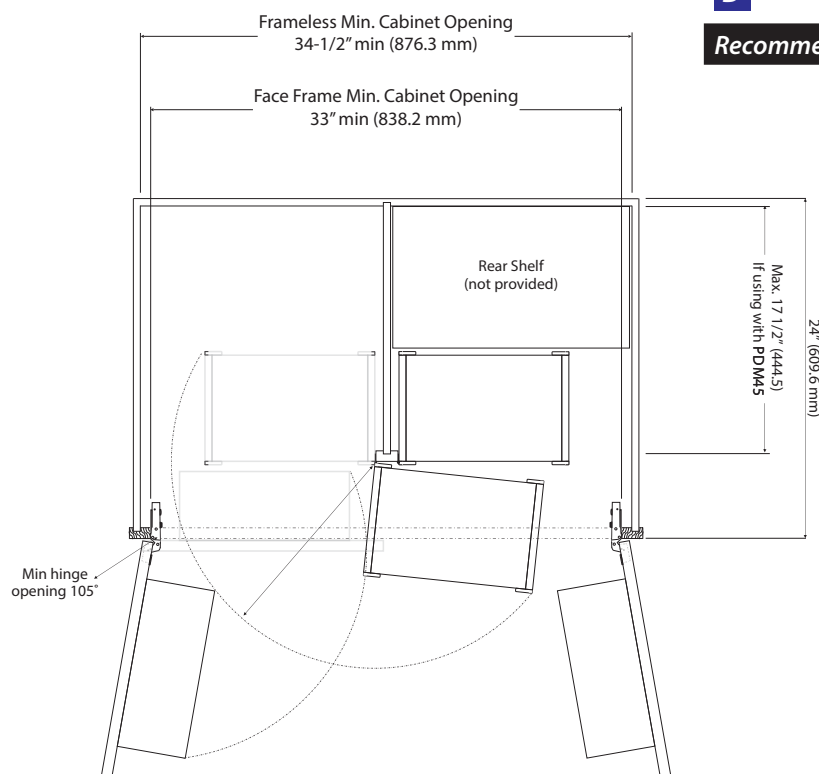 Frameless Min. Cabinet Opening
34-1/2” min (876.3 mm)
Recomme
Face Frame Min. Cabinet Opening
33” min (838.2 mm)
Rear Shelf
(not provided)
Max. 17 1/2” (444.5)
If using with PDM45
24” (609.6 mm)
Min hinge
opening 105˚